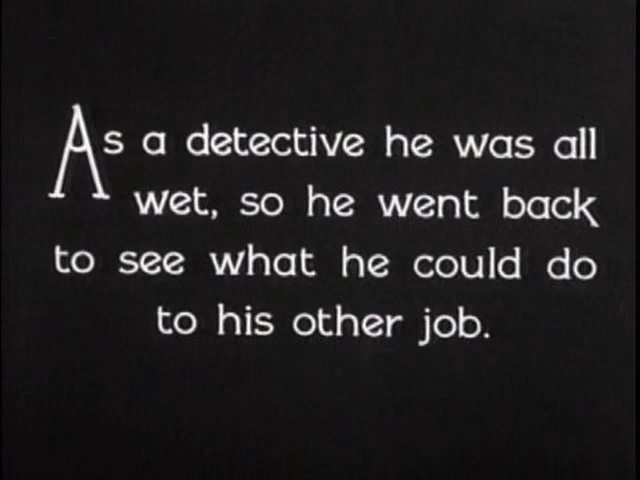 As a detective he was all
wet, so he went back
to see what he could do
to his other job.